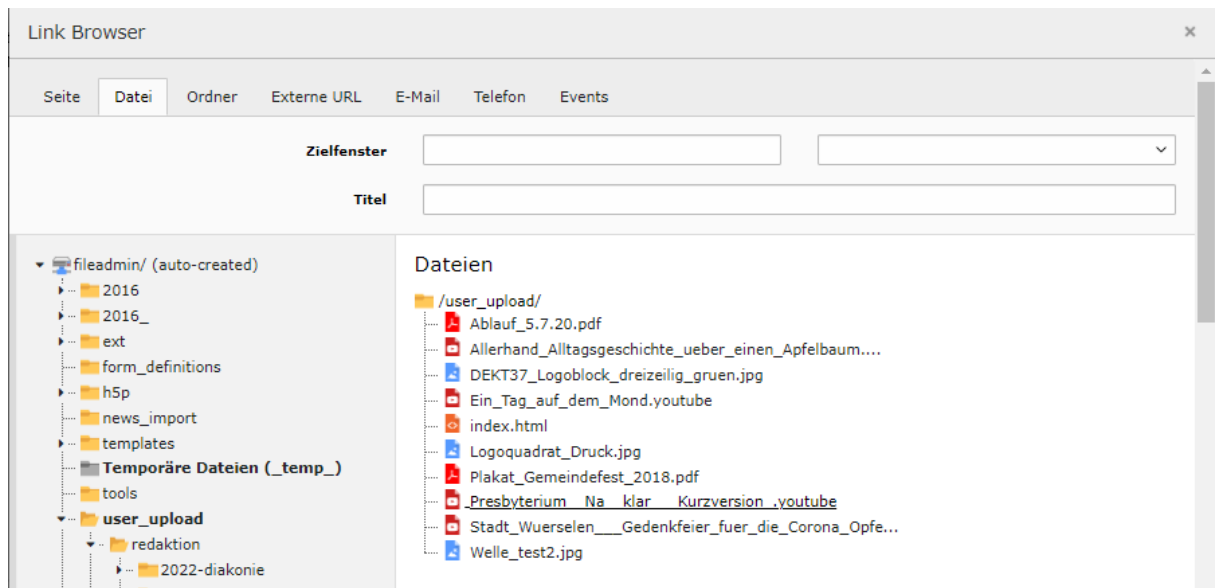 Link Browser
×
Seite Datei Ordner Externe URL E-Mail Telefon Events
Zielfenster
Titel
fileadmin/ (auto-created)
2016
2016_
ext
form_definitions
h5p
news_import
templates
Temporäre Dateien (_temp_)
tools
user_upload
redaktion
2022-diakonie
Dateien
/user_upload/
Ablauf_5.7.20.pdf
Allerhand_Alltagsgeschichte_ueber_einen_Apfelbaum....
DEKT37_Logoblock_dreizeilig_gruen.jpg
Ein_Tag_auf_dem_Mond.youtube
index.html
Logoquadrat_Druck.jpg
Plakat_Gemeindefest_2018.pdf
_Presbyterium__Na__klar___Kurzversion_.youtube
Stadt_Wuerselen___Gedenkfeier_fuer_die_Corona_Opfe...
Welle_test2.jpg